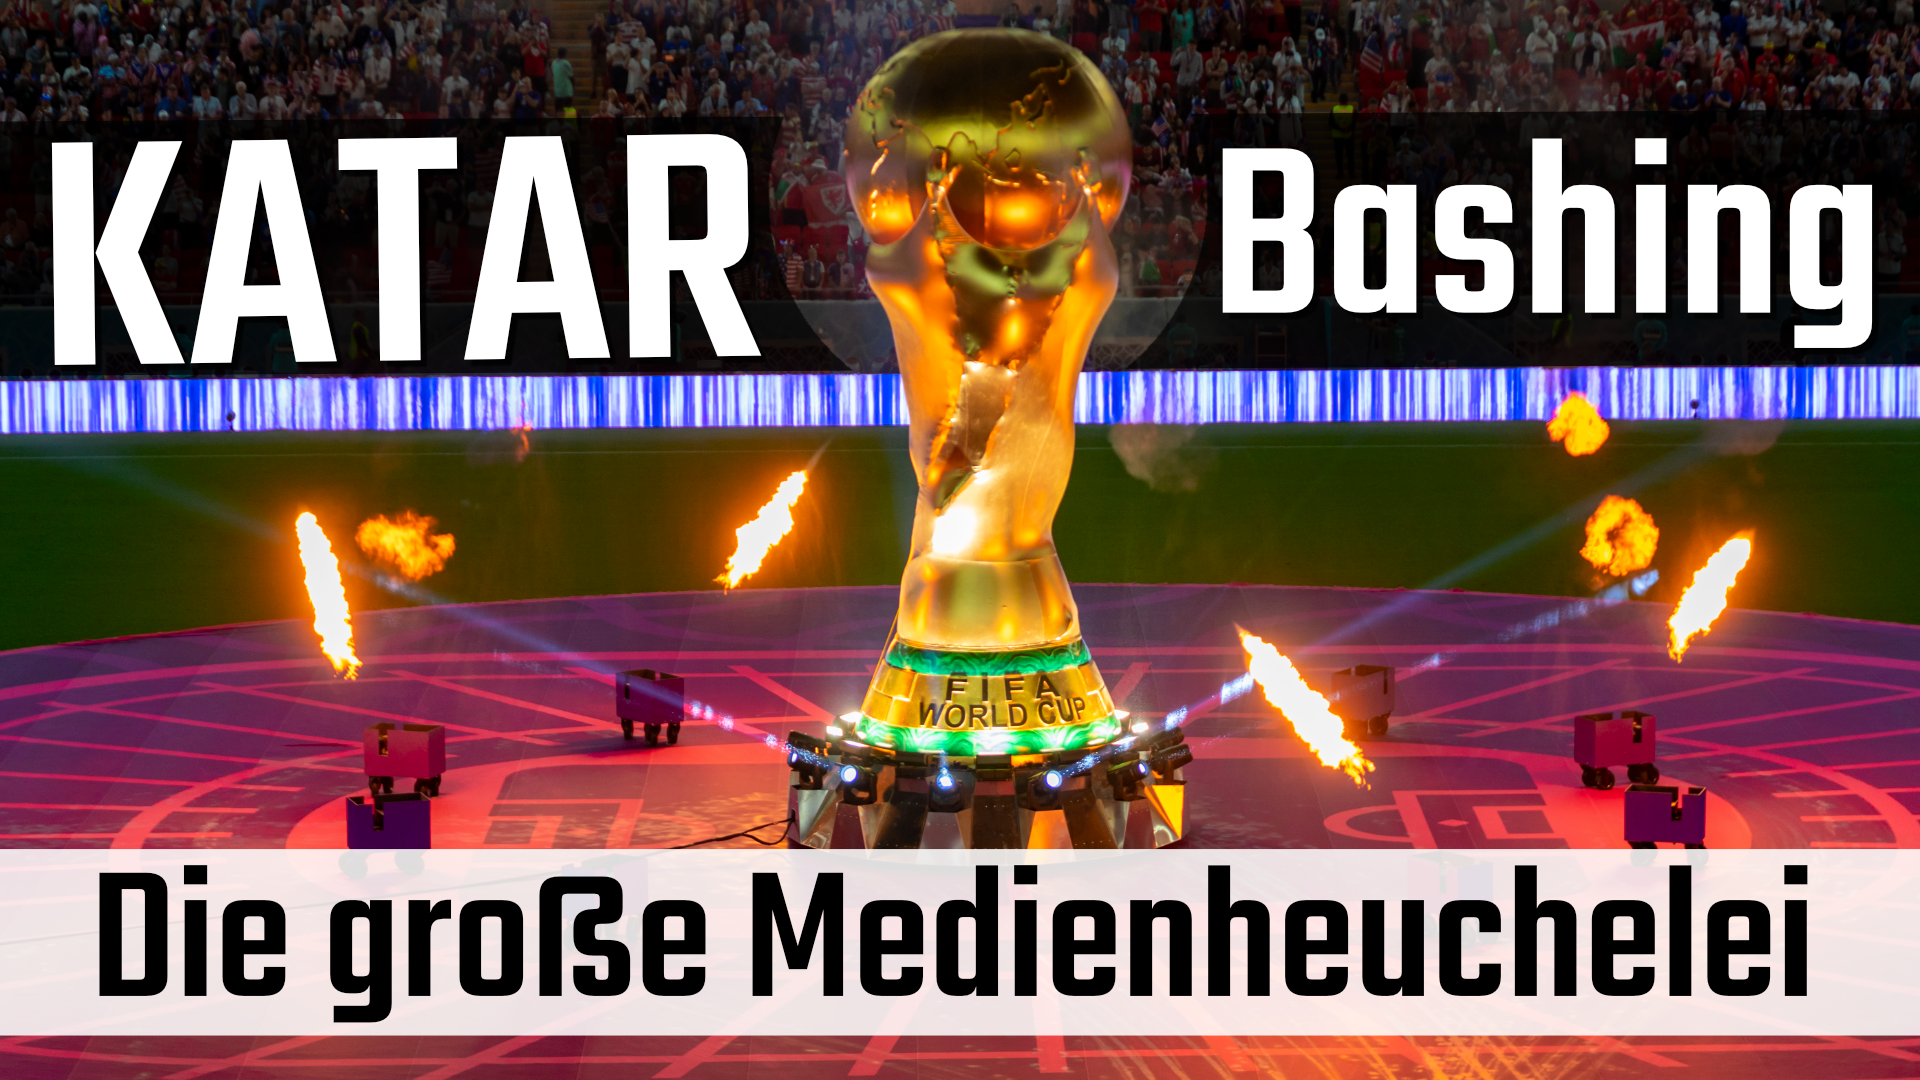 KATAR Bashing
FIFA
WORLD CUP
Die große Medienheuchelei